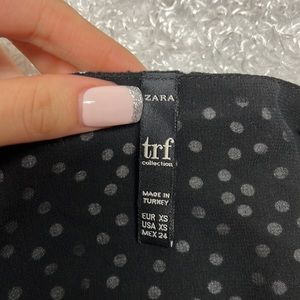 ZARA
trf
collection
MADE IN
TURKEY
EUR XS
USA XS
MEX 24